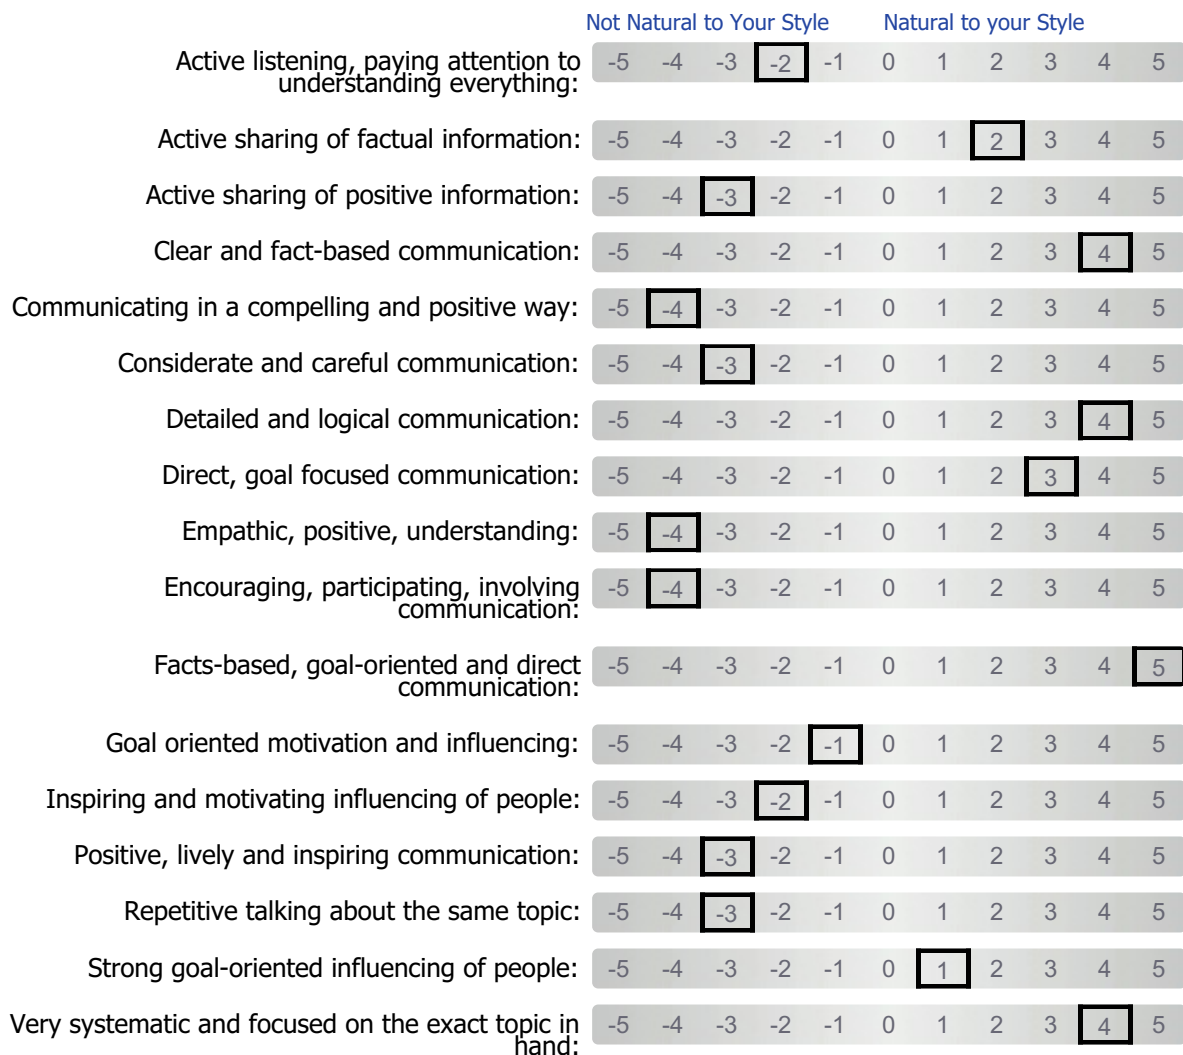 Not Natural to Your Style Natural to your Style
Active listening, paying attention to
understanding everything:
-5 -4 -3 -2 -1 0 1 2 3 4 5
Active sharing of factual information: -5 -4 -3 -2 -1 0 1 2 3 4 5
Active sharing of positive information: -5 -4 -3 -2 -1 0 1 2 3 4 5
Clear and fact-based communication: -5 -4 -3 -2 -1 0 1 2 3 4 5
Communicating in a compelling and positive way: -5 -4 -3 -2 -1 0 1 2 3 4 5
Considerate and careful communication: -5 -4 -3 -2 -1 0 1 2 3 4 5
Detailed and logical communication: -5 -4 -3 -2 -1 0 1 2 3 4 5
Direct, goal focused communication: -5 -4 -3 -2 -1 0 1 2 3 4 5
Empathic, positive, understanding: -5 -4 -3 -2 -1 0 1 2 3 4 5
Encouraging, participating, involving
communication:
-5 -4 -3 -2 -1 0 1 2 3 4 5
Facts-based, goal-oriented and direct
communication:
-5 -4 -3 -2 -1 0 1 2 3 4 5
Goal oriented motivation and influencing: -5 -4 -3 -2 -1 0 1 2 3 4 5
Inspiring and motivating influencing of people: -5 -4 -3 -2 -1 0 1 2 3 4 5
Positive, lively and inspiring communication: -5 -4 -3 -2 -1 0 1 2 3 4 5
Repetitive talking about the same topic: -5 -4 -3 -2 -1 0 1 2 3 4 5
Strong goal-oriented influencing of people: -5 -4 -3 -2 -1 0 1 2 3 4 5
Very systematic and focused on the exact topic in
hand:
-5 -4 -3 -2 -1 0 1 2 3 4 5